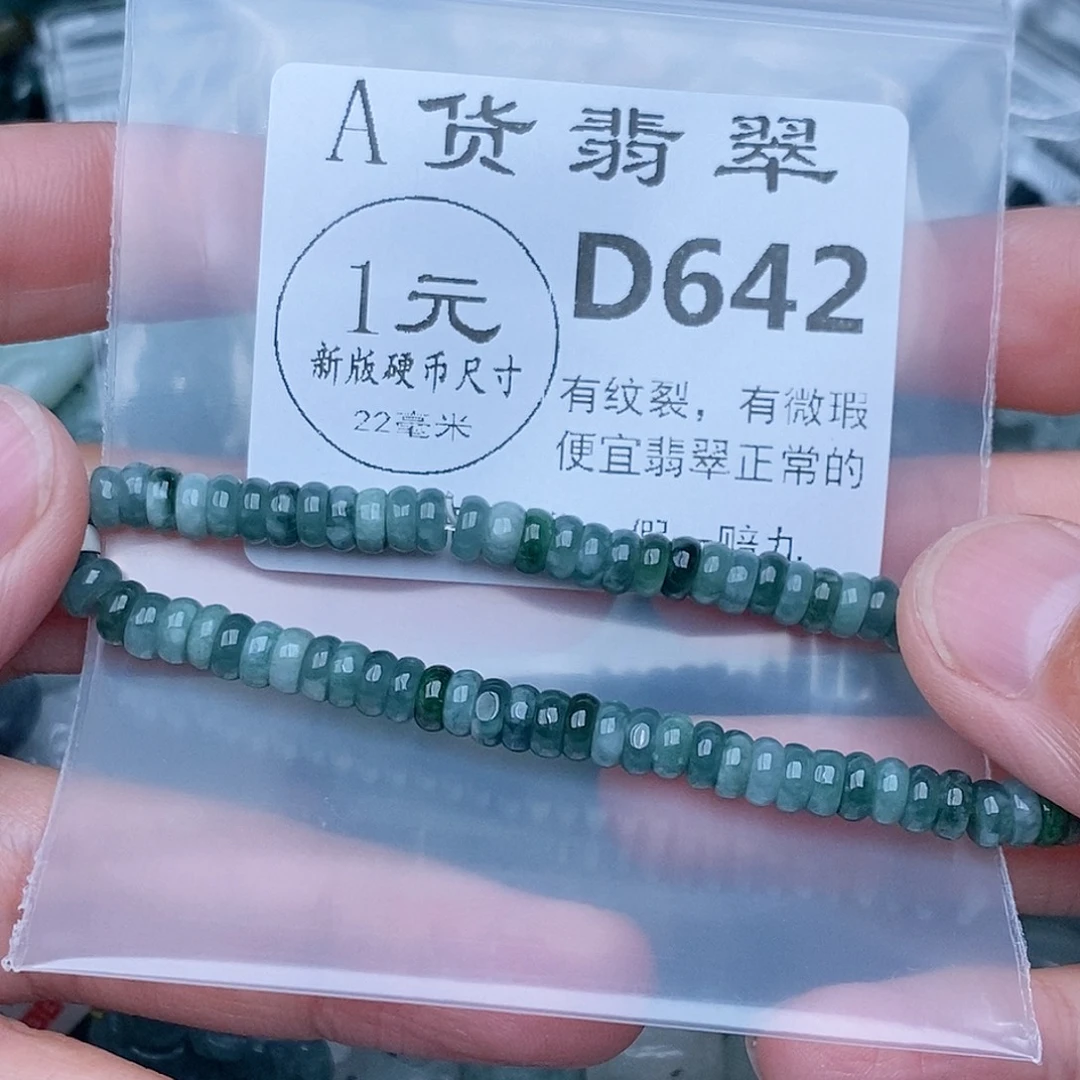 A货翡翠
1元
新版硬币尺寸
22毫米
D642
有纹裂，有微瑕
便宜翡翠正常的